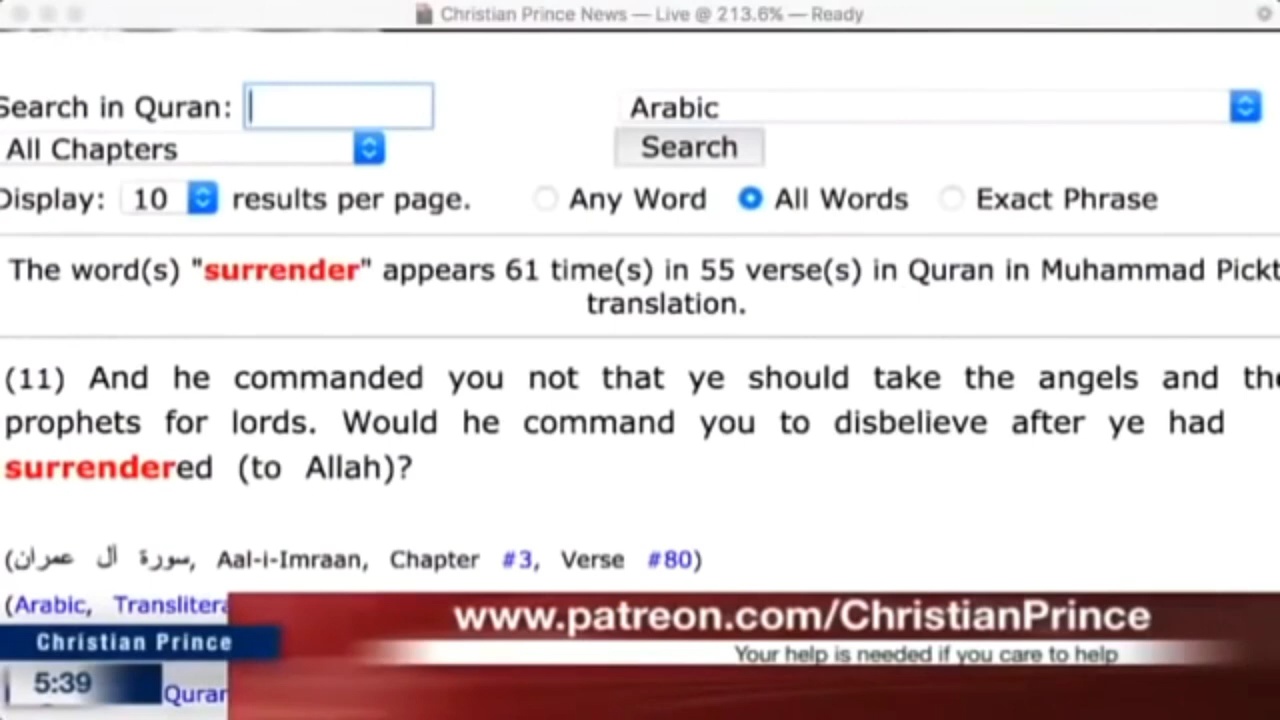 Christian Prince News — Live @ 213.6% — Ready
Search in Quran:
Arabic
All Chapters
Search
Display: 10 results per page. Any Word All Words Exact Phrase
The word(s) "surrender" appears 61 time(s) in 55 verse(s) in Quran in Muhammad Pickt
translation.
(11) And he commanded you not that ye should take the angels and the
prophets for lords. Would he command you to disbelieve after ye had
surrendered (to Allah)?
(سورة آل عمران, Aal-i-Imraan, Chapter #3, Verse #80)
(Arabic, Translitera
www.patreon.com/ChristianPrince
Christian Prince
Your help is needed if you care to help
5:39
Quran